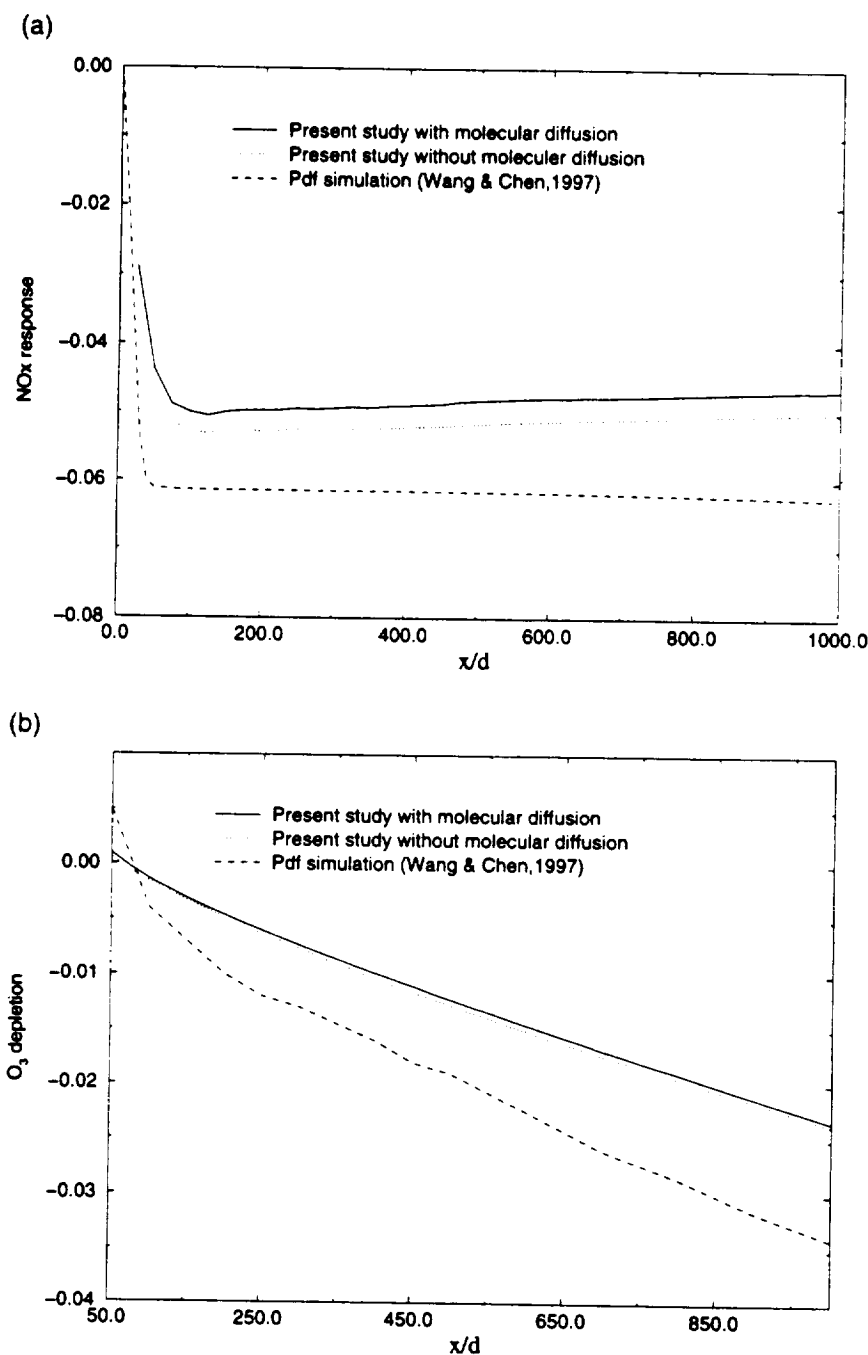 (a)
0.00
−0.02
−0.04
−0.06
−0.08
NOx response
Present study with molecular diffusion
Present study without moleculer diffusion
Pdf simulation (Wang & Chen,1997)
0.0
200.0
400.0
600.0
800.0
1000.0
x/d
(b)
0.00
−0.01
−0.02
−0.03
−0.04
O3 depletion
Present study with molecular diffusion
Present study without molecular diffusion
Pdf simulation (Wang & Chen,1997)
50.0
250.0
450.0
650.0
850.0
x/d